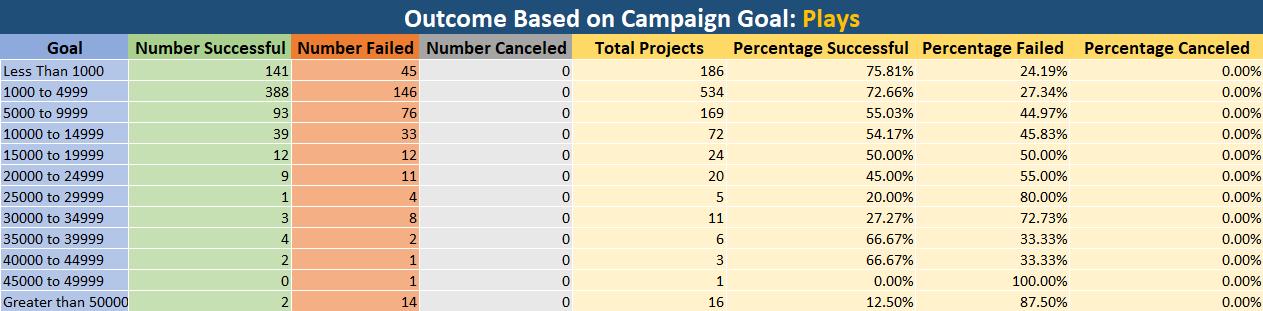 Outcome Based on Campaign Goal: Plays
Goal Number Successful Number Failed Number Canceled Total Projects Percentage Successful Percentage Failed Percentage Canceled
Less Than 1000 141 45 0 186 75.81% 24.19% 0.00%
1000 to 4999 388 146 0 534 72.66% 27.34% 0.00%
5000 to 9999 93 76 0 169 55.03% 44.97% 0.00%
10000 to 14999 39 33 0 72 54.17% 45.83% 0.00%
15000 to 19999 12 12 0 24 50.00% 50.00% 0.00%
20000 to 24999 9 11 0 20 45.00% 55.00% 0.00%
25000 to 29999 1 4 0 5 20.00% 80.00% 0.00%
30000 to 34999 3 8 0 11 27.27% 72.73% 0.00%
35000 to 39999 4 2 0 6 66.67% 33.33% 0.00%
40000 to 44999 2 1 0 3 66.67% 33.33% 0.00%
45000 to 49999 0 1 0 1 0.00% 100.00% 0.00%
Greater than 50000 2 14 0 16 12.50% 87.50% 0.00%